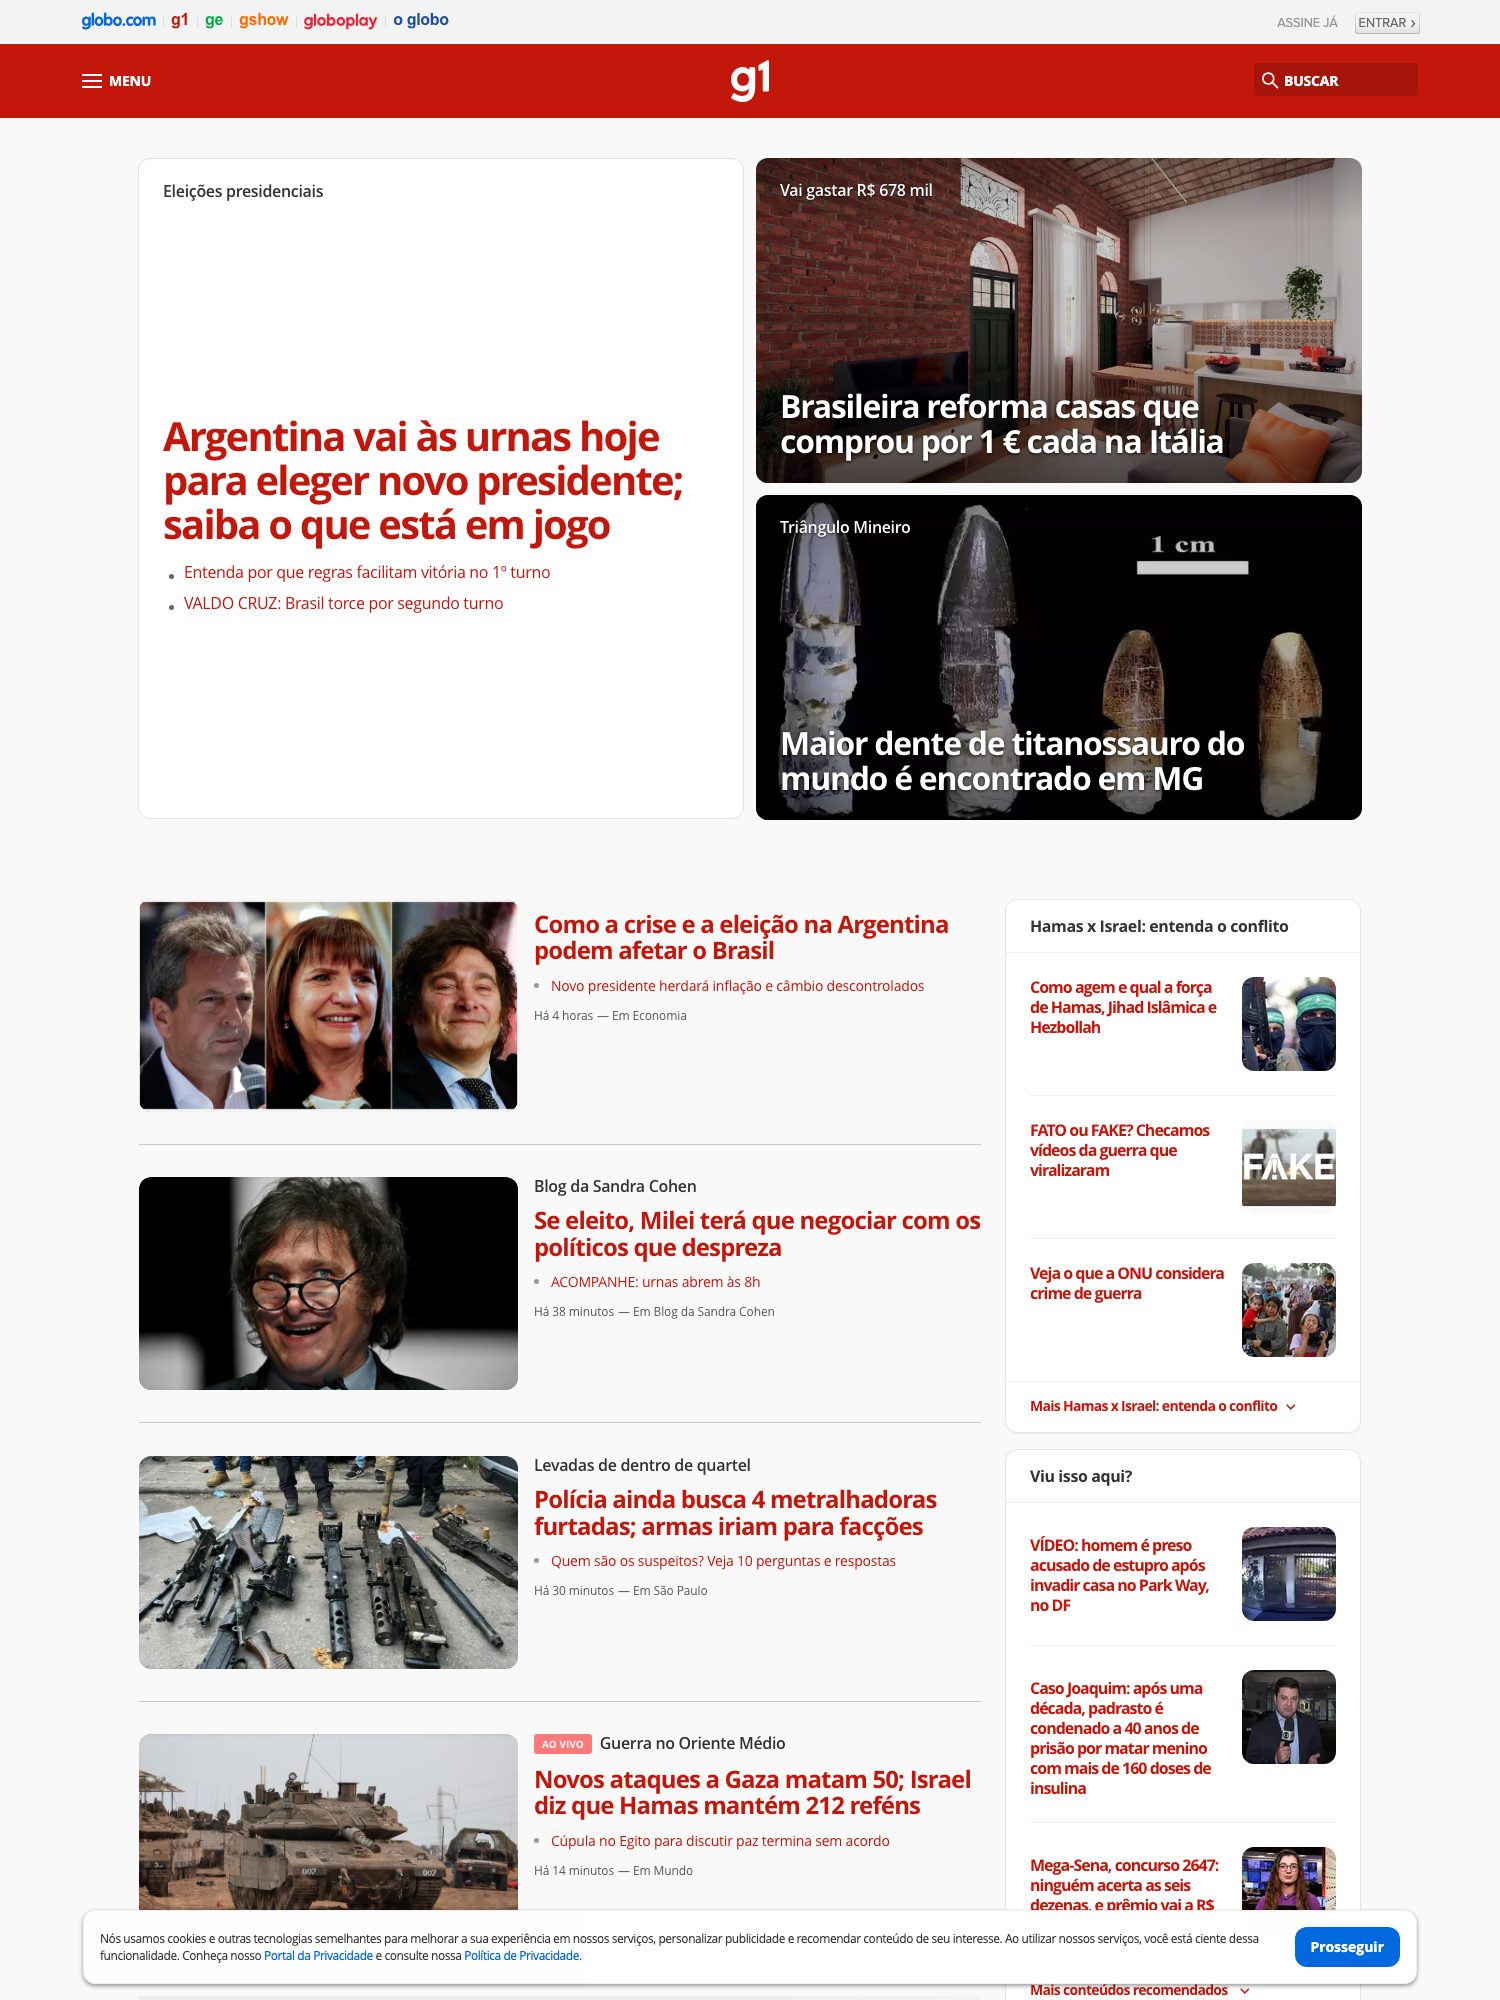 globo.com g1 ge gshow globoplay o globo
ASSINE JÁ ENTRAR ›
MENU
g1
BUSCAR
Eleições presidenciais
Argentina vai às urnas hoje
para eleger novo presidente;
saiba o que está em jogo
Entenda por que regras facilitam vitória no 1º turno
VALDO CRUZ: Brasil torce por segundo turno
Vai gastar R$ 678 mil
Brasileira reforma casas que
comprou por 1 € cada na Itália
Triângulo Mineiro
1 cm
Maior dente de titanossauro do
mundo é encontrado em MG
Como a crise e a eleição na Argentina
podem afetar o Brasil
Novo presidente herdará inflação e câmbio descontrolados
Há 4 horas — Em Economia
Blog da Sandra Cohen
Se eleito, Milei terá que negociar com os
políticos que despreza
ACOMPANHE: urnas abrem às 8h
Há 38 minutos — Em Blog da Sandra Cohen
Levadas de dentro de quartel
Polícia ainda busca 4 metralhadoras
furtadas; armas iriam para facções
Quem são os suspeitos? Veja 10 perguntas e respostas
Há 30 minutos — Em São Paulo
AO VIVO Guerra no Oriente Médio
Novos ataques a Gaza matam 50; Israel
diz que Hamas mantém 212 reféns
Cúpula no Egito para discutir paz termina sem acordo
Há 14 minutos — Em Mundo
007
007
Hamas x Israel: entenda o conflito
Como agem e qual a força
de Hamas, Jihad Islâmica e
Hezbollah
FATO ou FAKE? Checamos
vídeos da guerra que
viralizaram
FAKE
Veja o que a ONU considera
crime de guerra
Mais Hamas x Israel: entenda o conflito
Viu isso aqui?
VÍDEO: homem é preso
acusado de estupro após
invadir casa no Park Way,
no DF
Caso Joaquim: após uma
década, padrasto é
condenado a 40 anos de
prisão por matar menino
com mais de 160 doses de
insulina
Mega-Sena, concurso 2647:
ninguém acerta as seis
dezenas, e prêmio vai a R$
Mais conteúdos recomendados
Nós usamos cookies e outras tecnologias semelhantes para melhorar a sua experiência em nossos serviços, personalizar publicidade e recomendar conteúdo de seu interesse. Ao utilizar nossos serviços, você está ciente dessa
funcionalidade. Conheça nosso Portal da Privacidade e consulte nossa Política de Privacidade.
Prosseguir